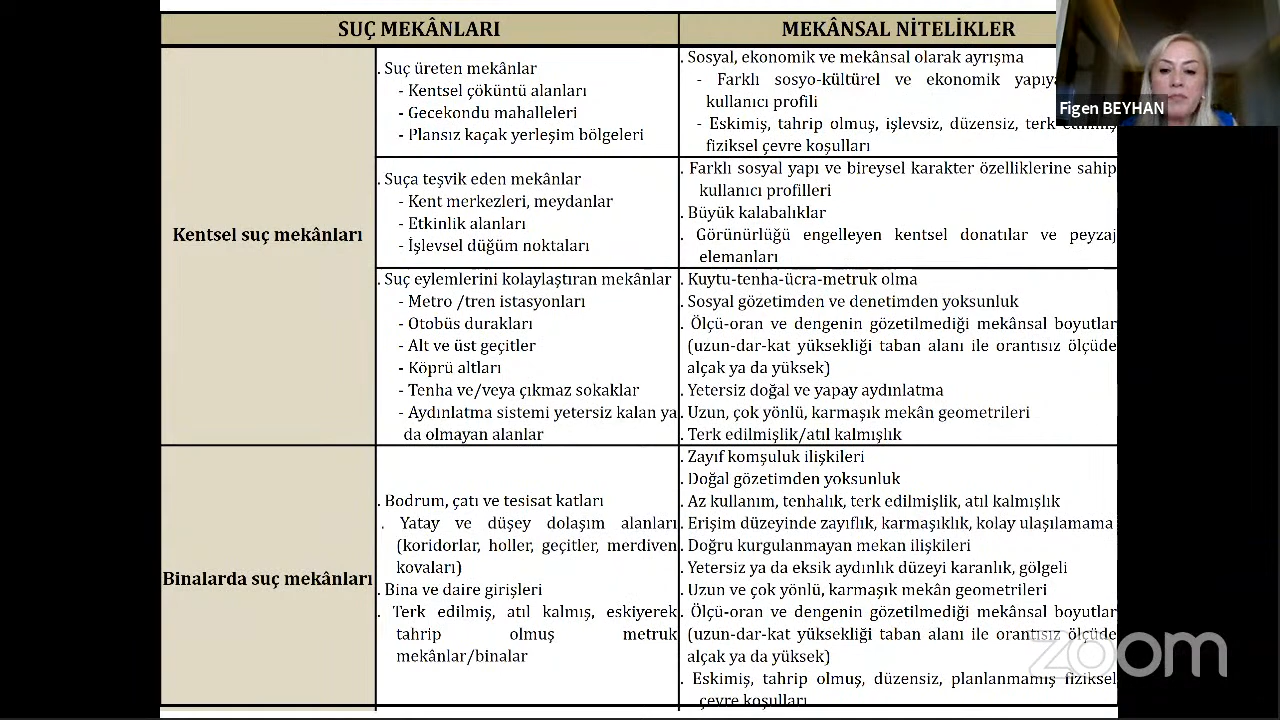 SUÇ MEKÂNLARI
MEKÂNSAL NİTELİKLER
Kentsel suç mekânları
. Suç üreten mekânlar
- Kentsel çöküntü alanları
- Gecekondu mahalleleri
- Plansız kaçak yerleşim bölgeleri
. Sosyal, ekonomik ve mekânsal olarak ayrışma
- Farklı sosyo-kültürel ve ekonomik
kullanıcı profili
- Eskimiş, tahrip olmuş, işlevsiz, düzensiz, terk edilmiş
fiziksel çevre koşulları
. Suça teşvik eden mekânlar
- Kent merkezleri, meydanlar
- Etkinlik alanları
- İşlevsel düğüm noktaları
. Farklı sosyal yapı ve bireysel karakter özelliklerine sahip
kullanıcı profilleri
. Büyük kalabalıklar
. Görünürlüğü engelleyen kentsel donatılar ve peyzaj
elemanları
. Suç eylemlerini kolaylaştıran mekânlar
- Metro /tren istasyonları
- Otobüs durakları
- Alt ve üst geçitler
- Köprü altları
- Tenha ve/veya çıkmaz sokaklar
- Aydınlatma sistemi yetersiz kalan ya
da olmayan alanlar
. Kuytu-tenha-ücra-metruk olma
. Sosyal gözetimden ve denetimden yoksunluk
. Ölçü-oran ve dengenin gözetilmediği mekânsal boyutlar
(uzun-dar-kat yüksekliği taban alanı ile orantısız ölçüde
alçak ya da yüksek)
. Yetersiz doğal ve yapay aydınlatma
. Uzun, çok yönlü, karmaşık mekân geometrileri
. Terk edilmişlik/atıl kalmışlık
Binalarda suç mekânları
. Bodrum, çatı ve tesisat katları
. Yatay ve düşey dolaşım alanları
(koridorlar, holler, geçitler, merdiven
kovaları)
. Bina ve daire girişleri
. Terk edilmiş, atıl kalmış, eskiyerek
tahrip olmuş metruk
mekânlar/binalar
. Zayıf komşuluk ilişkileri
. Doğal gözetimden yoksunluk
. Az kullanım, tenhalık, terk edilmişlik, atıl kalmışlık
. Erişim düzeyinde zayıflık, karmaşıklık, kolay ulaşılamama
. Doğru kurgulanmayan mekan ilişkileri
. Yetersiz ya da eksik aydınlık düzeyi karanlık, gölgeli
. Uzun ve çok yönlü, karmaşık mekân geometrileri
. Ölçü-oran ve dengenin gözetilmediği mekânsal boyutlar
(uzun-dar-kat yüksekliği taban alanı ile orantısız ölçüde
alçak ya da yüksek)
. Eskimiş, tahrip olmuş, düzensiz, planlanmamış fiziksel
çevre koşulları
Figen BEYHAN
zoom